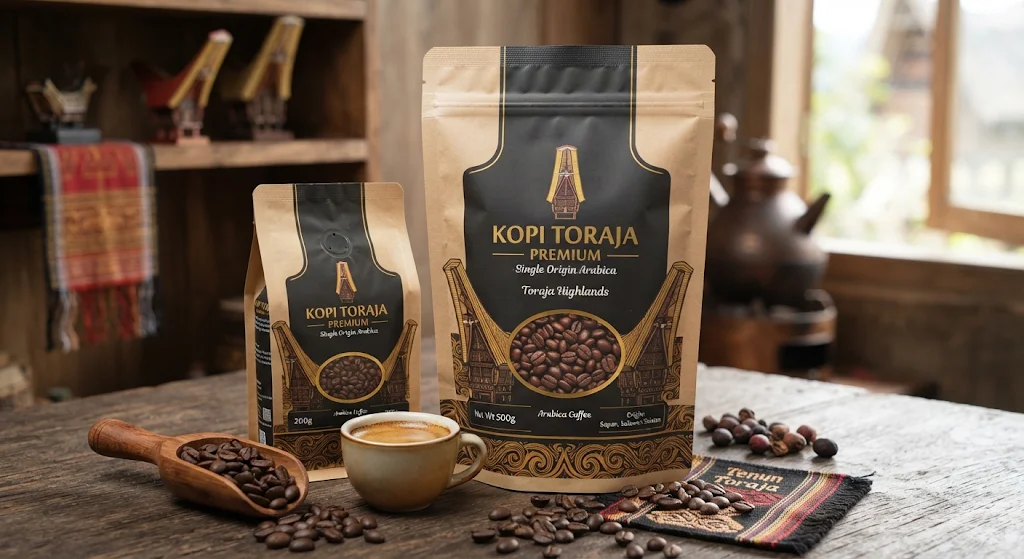 KOPI TORAJA
PREMIUM
Single Origin Arabica
Toraja Highlands
Net Wt 500g
Arabica Coffee
KOPI TORAJA
PREMIUM
Single Origin Arabica
200g
Tenun
Toraja